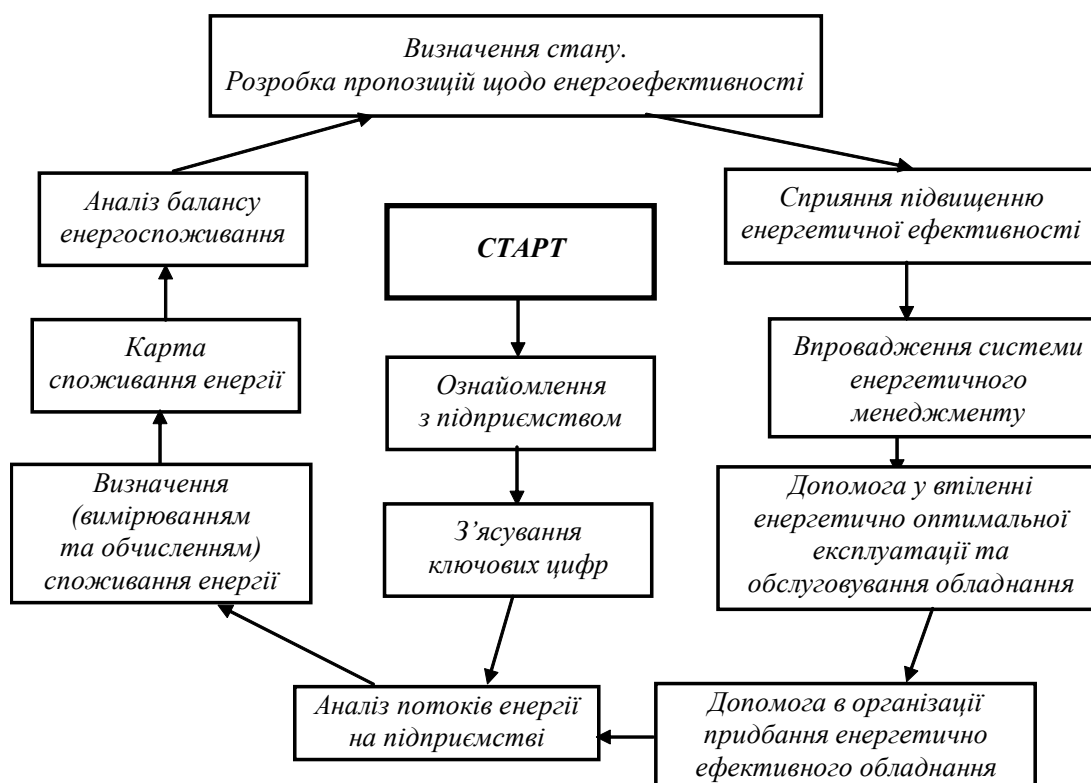 Визначення стану.
Розробка пропозицій щодо енергоефективності
Аналіз балансу
енергоспоживання
СТАРТ
Сприяння підвищенню
енергетичної ефективності
Карта
споживання енергії
Ознайомлення
з підприємством
Впровадження системи
енергетичного
менеджменту
Визначення
(вимірюванням
та обчисленням)
споживання енергії
З’ясування
ключових цифр
Допомога у втіленні
енергетично оптимальної
експлуатації та
обслуговування обладнання
Аналіз потоків енергії
на підприємстві
Допомога в організації
придбання енергетично
ефективного обладнання